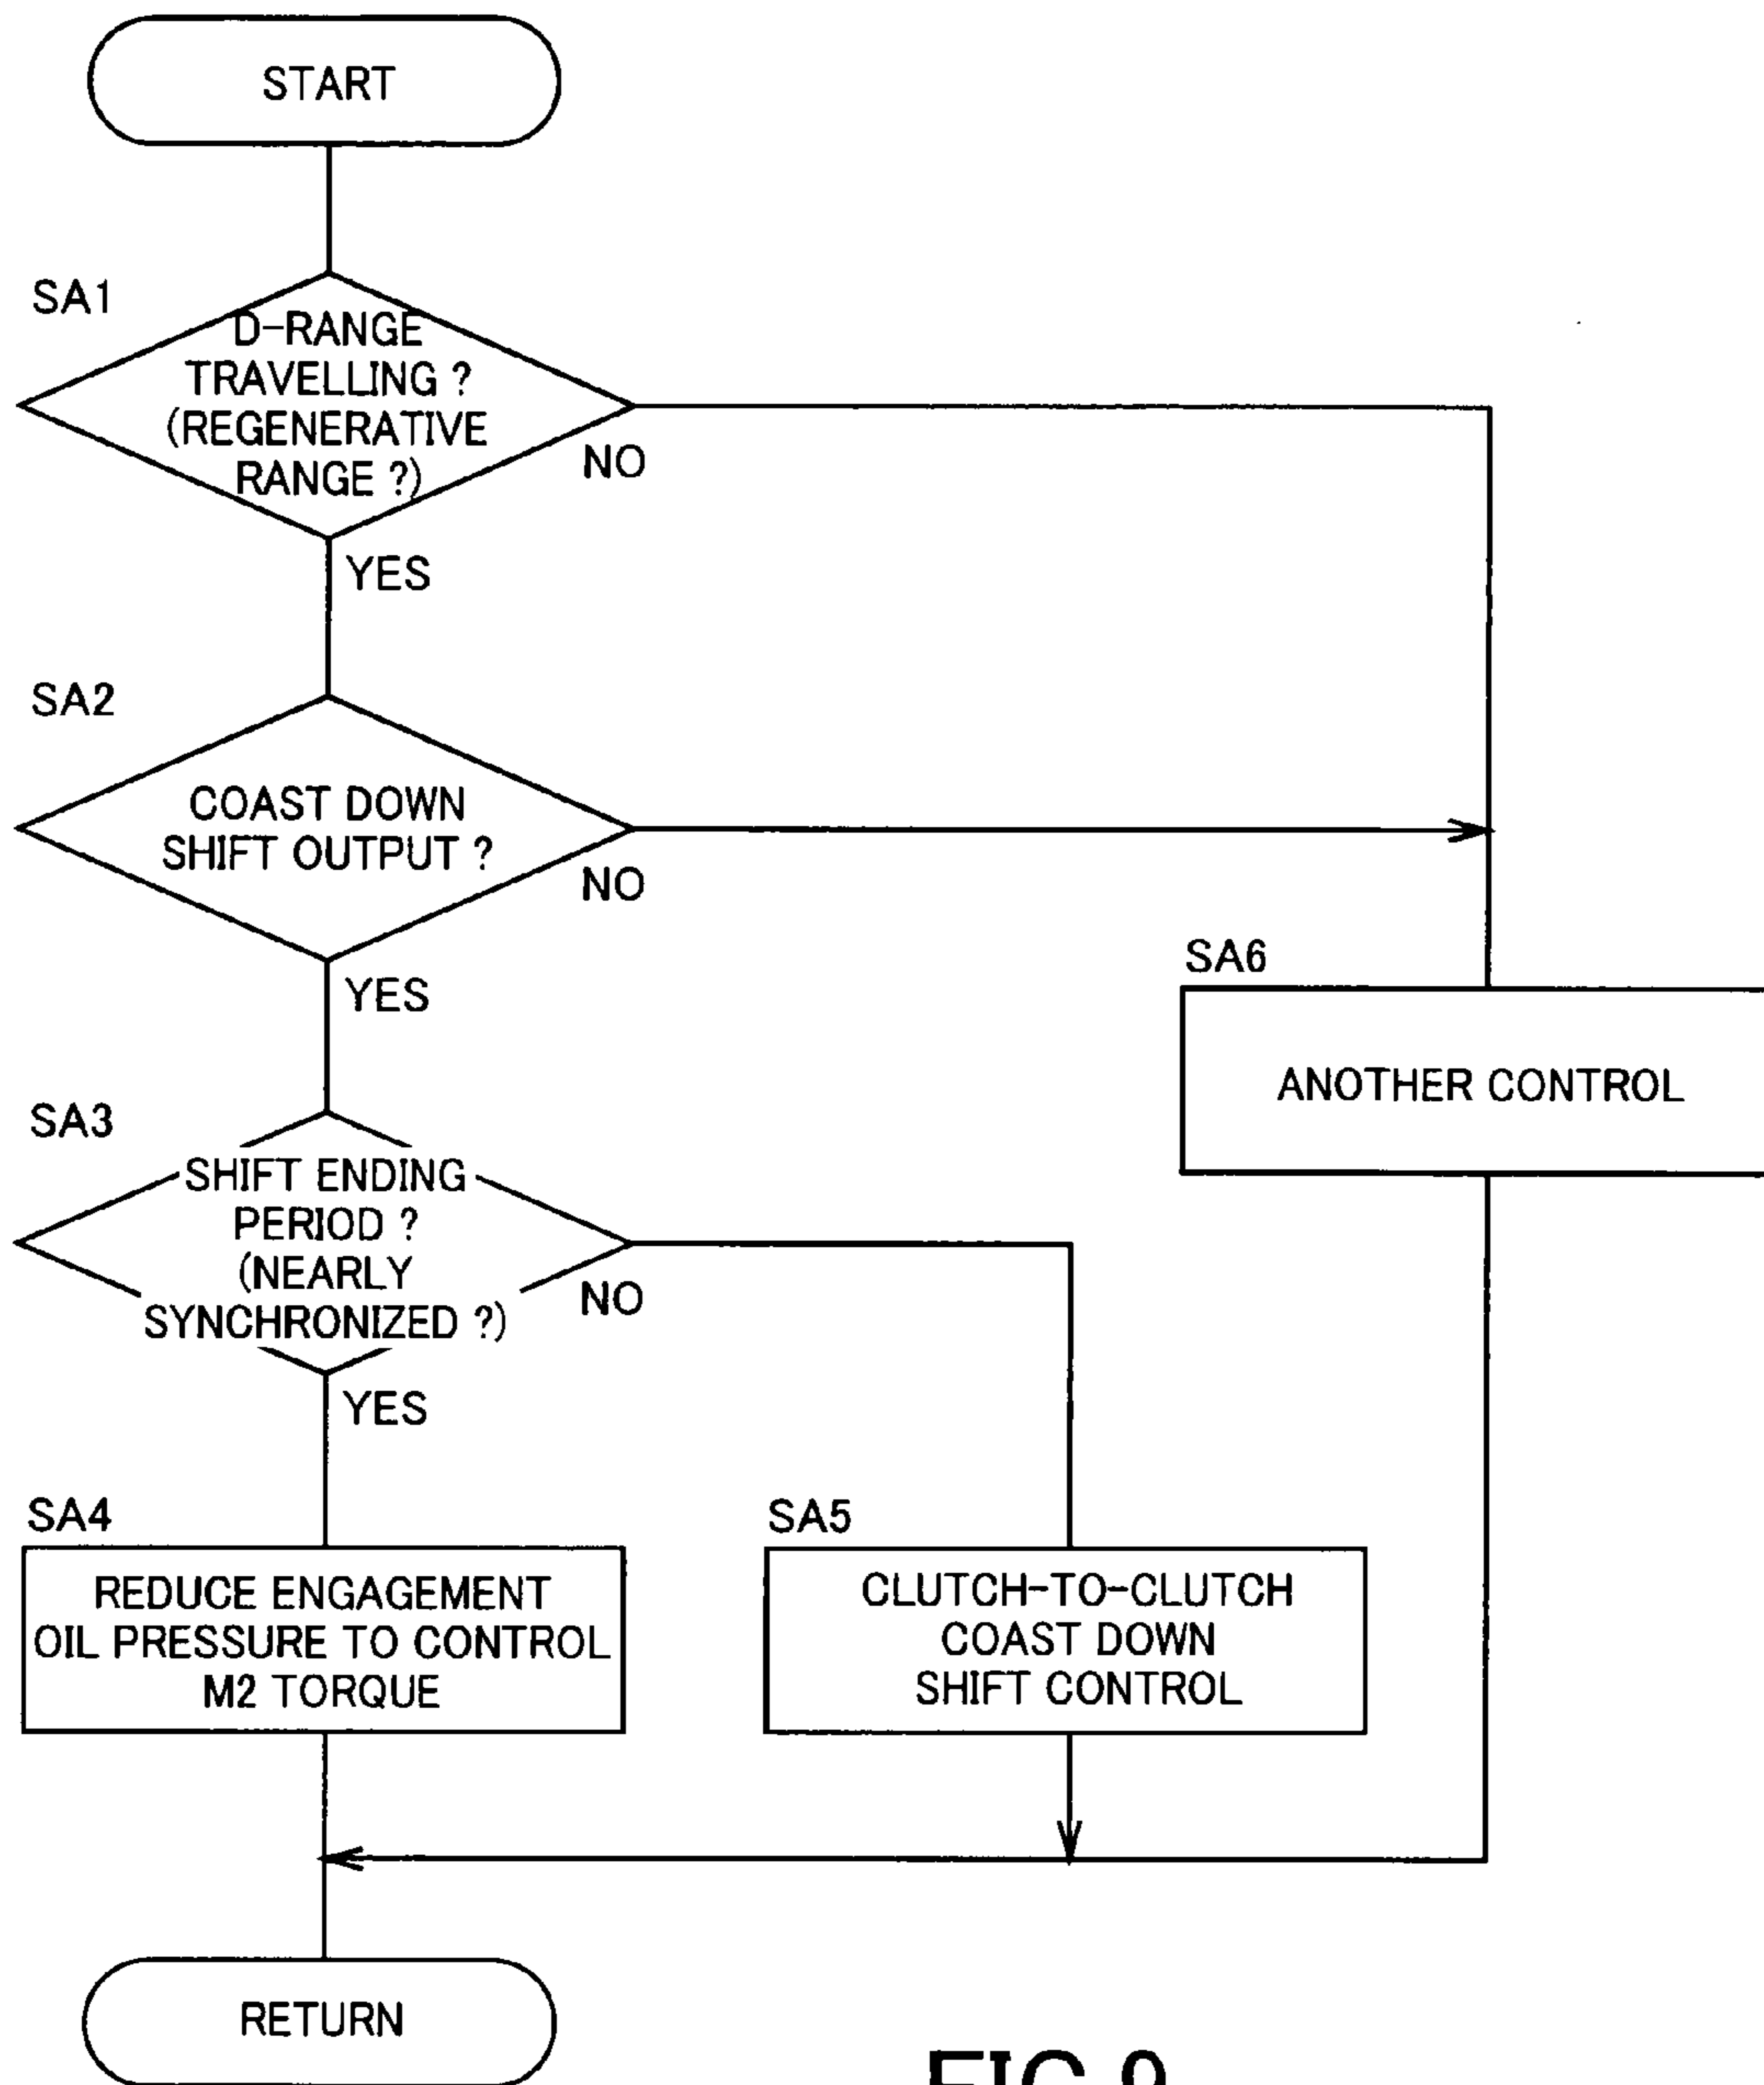 START
SA1
D-RANGE
TRAVELLING ?
(REGENERATIVE
RANGE ?)
NO
YES
SA2
COAST DOWN
SHIFT OUTPUT ?
NO
YES
SA6
ANOTHER CONTROL
SA3
SHIFT ENDING
PERIOD ?
(NEARLY
SYNCHRONIZED ?)
NO
YES
SA4
REDUCE ENGAGEMENT
OIL PRESSURE TO CONTROL
M2 TORQUE
SA5
CLUTCH-TO-CLUTCH
COAST DOWN
SHIFT CONTROL
RETURN